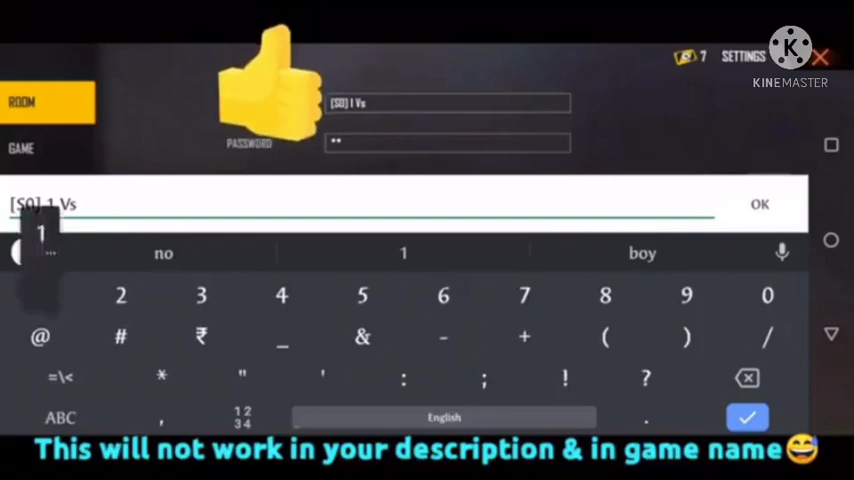 7 SETTINGS
KINEMASTER
ROOM
[S0] 1 Vs
GAME
PASSWORD
**
[S0] 1 Vs
OK
1
no 1 boy
2 3 4 5 6 7 8 9 0
@ # ₹ _ & - + ( ) /
=\< * " ' : ; ! ?
ABC , 12 34 English .
This will not work in your description & in game name😅